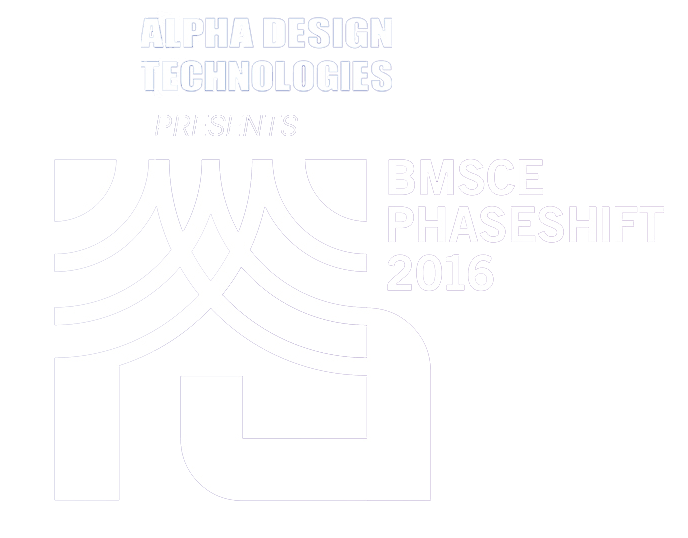 ALPHA DESIGN
TECHNOLOGIES
PRESENTS
BMSCE
PHASESHIFT
2016